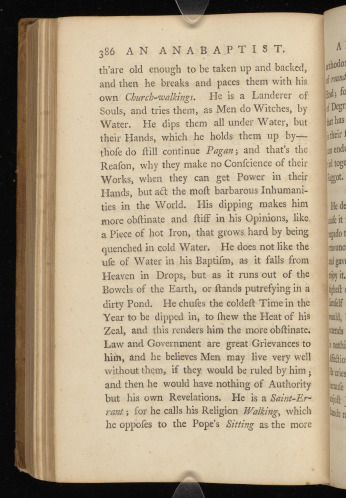 386 AN ANABAPTIST.
th'are old enough to be taken up and backed,
and then he breaks and paces them with his
own Church-walkings. He is a Landerer of
Souls, and tries them, as Men do Witches, by
Water. He dips them all under Water, but
their Hands, which he holds them up by—
those do still continue Pagan; and that's the
Reason, why they make no Conscience of their
Works, when they can get Power in their
Hands, but act the most barbarous Inhumani-
ties in the World. His dipping makes him
more obstinate and stiff in his Opinions, like
a Piece of hot Iron, that grows hard by being
quenched in cold Water. He does not like the
use of Water in his Baptism, as it falls from
Heaven in Drops, but as it runs out of the
Bowels of the Earth, or stands putrefying in a
dirty Pond. He chuses the coldest Time in the
Year to be dipped in, to shew the Heat of his
Zeal, and this renders him the more obstinate.
Law and Government are great Grievances to
him, and he believes Men may live very well
without them, if they would be ruled by him;
and then he would have nothing of Authority
but his own Revelations. He is a Saint-Er-
rant; for he calls his Religion Walking, which
he opposes to the Pope's Sitting as the more